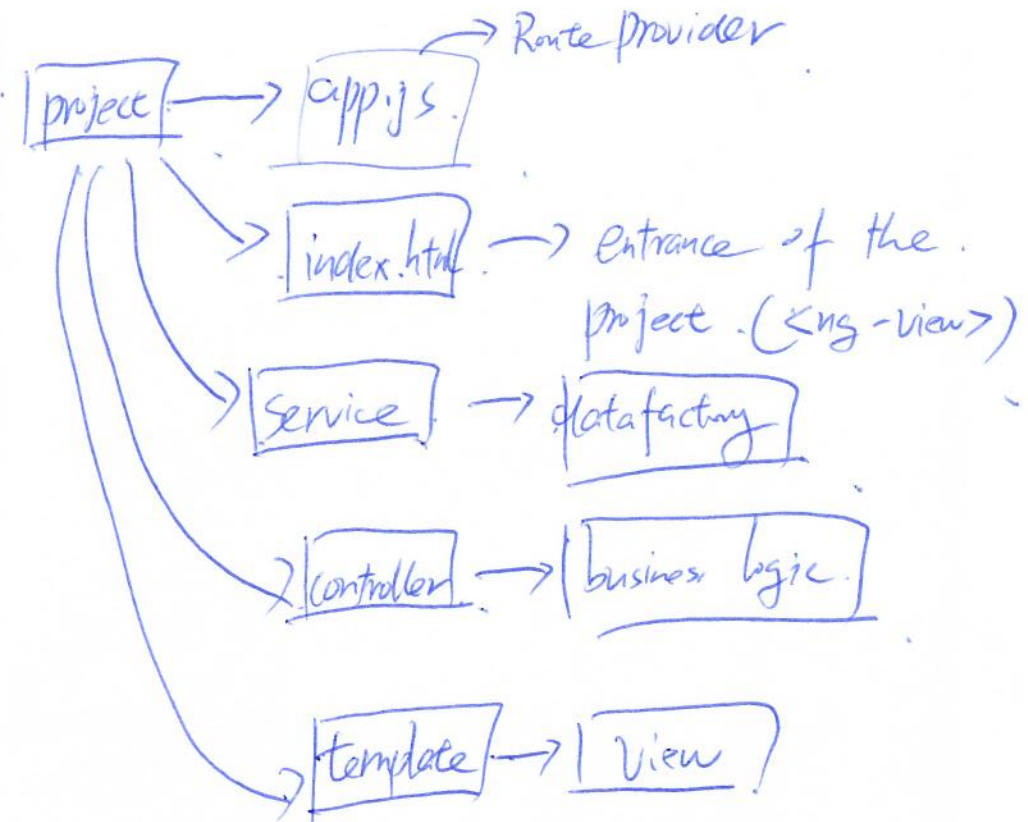 Route Provider
project
app.js.
index.html
entrance of the.
project.(<ng-view>)
service
datafactory
controller
business logic.
template
View